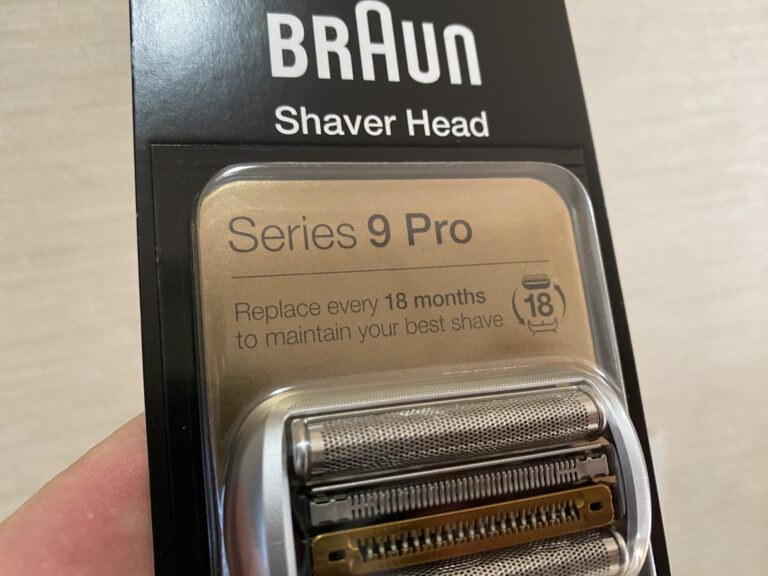 BRAUN
Shaver Head
Series 9 Pro
Replace every 18 months
to maintain your best shave
18